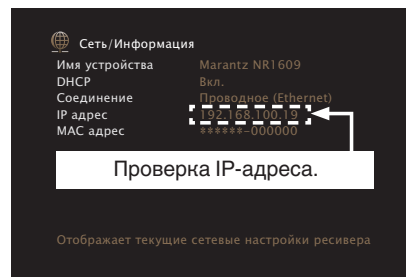 Сеть/Информация
Имя устройства Marantz NR1609
DHCP Вкл.
Соединение Проводное (Ethernet)
IP адрес 192.168.100.19
MAC адрес ******-000000
Проверка IP-адреса.
Отображает текущие сетевые настройки ресивера